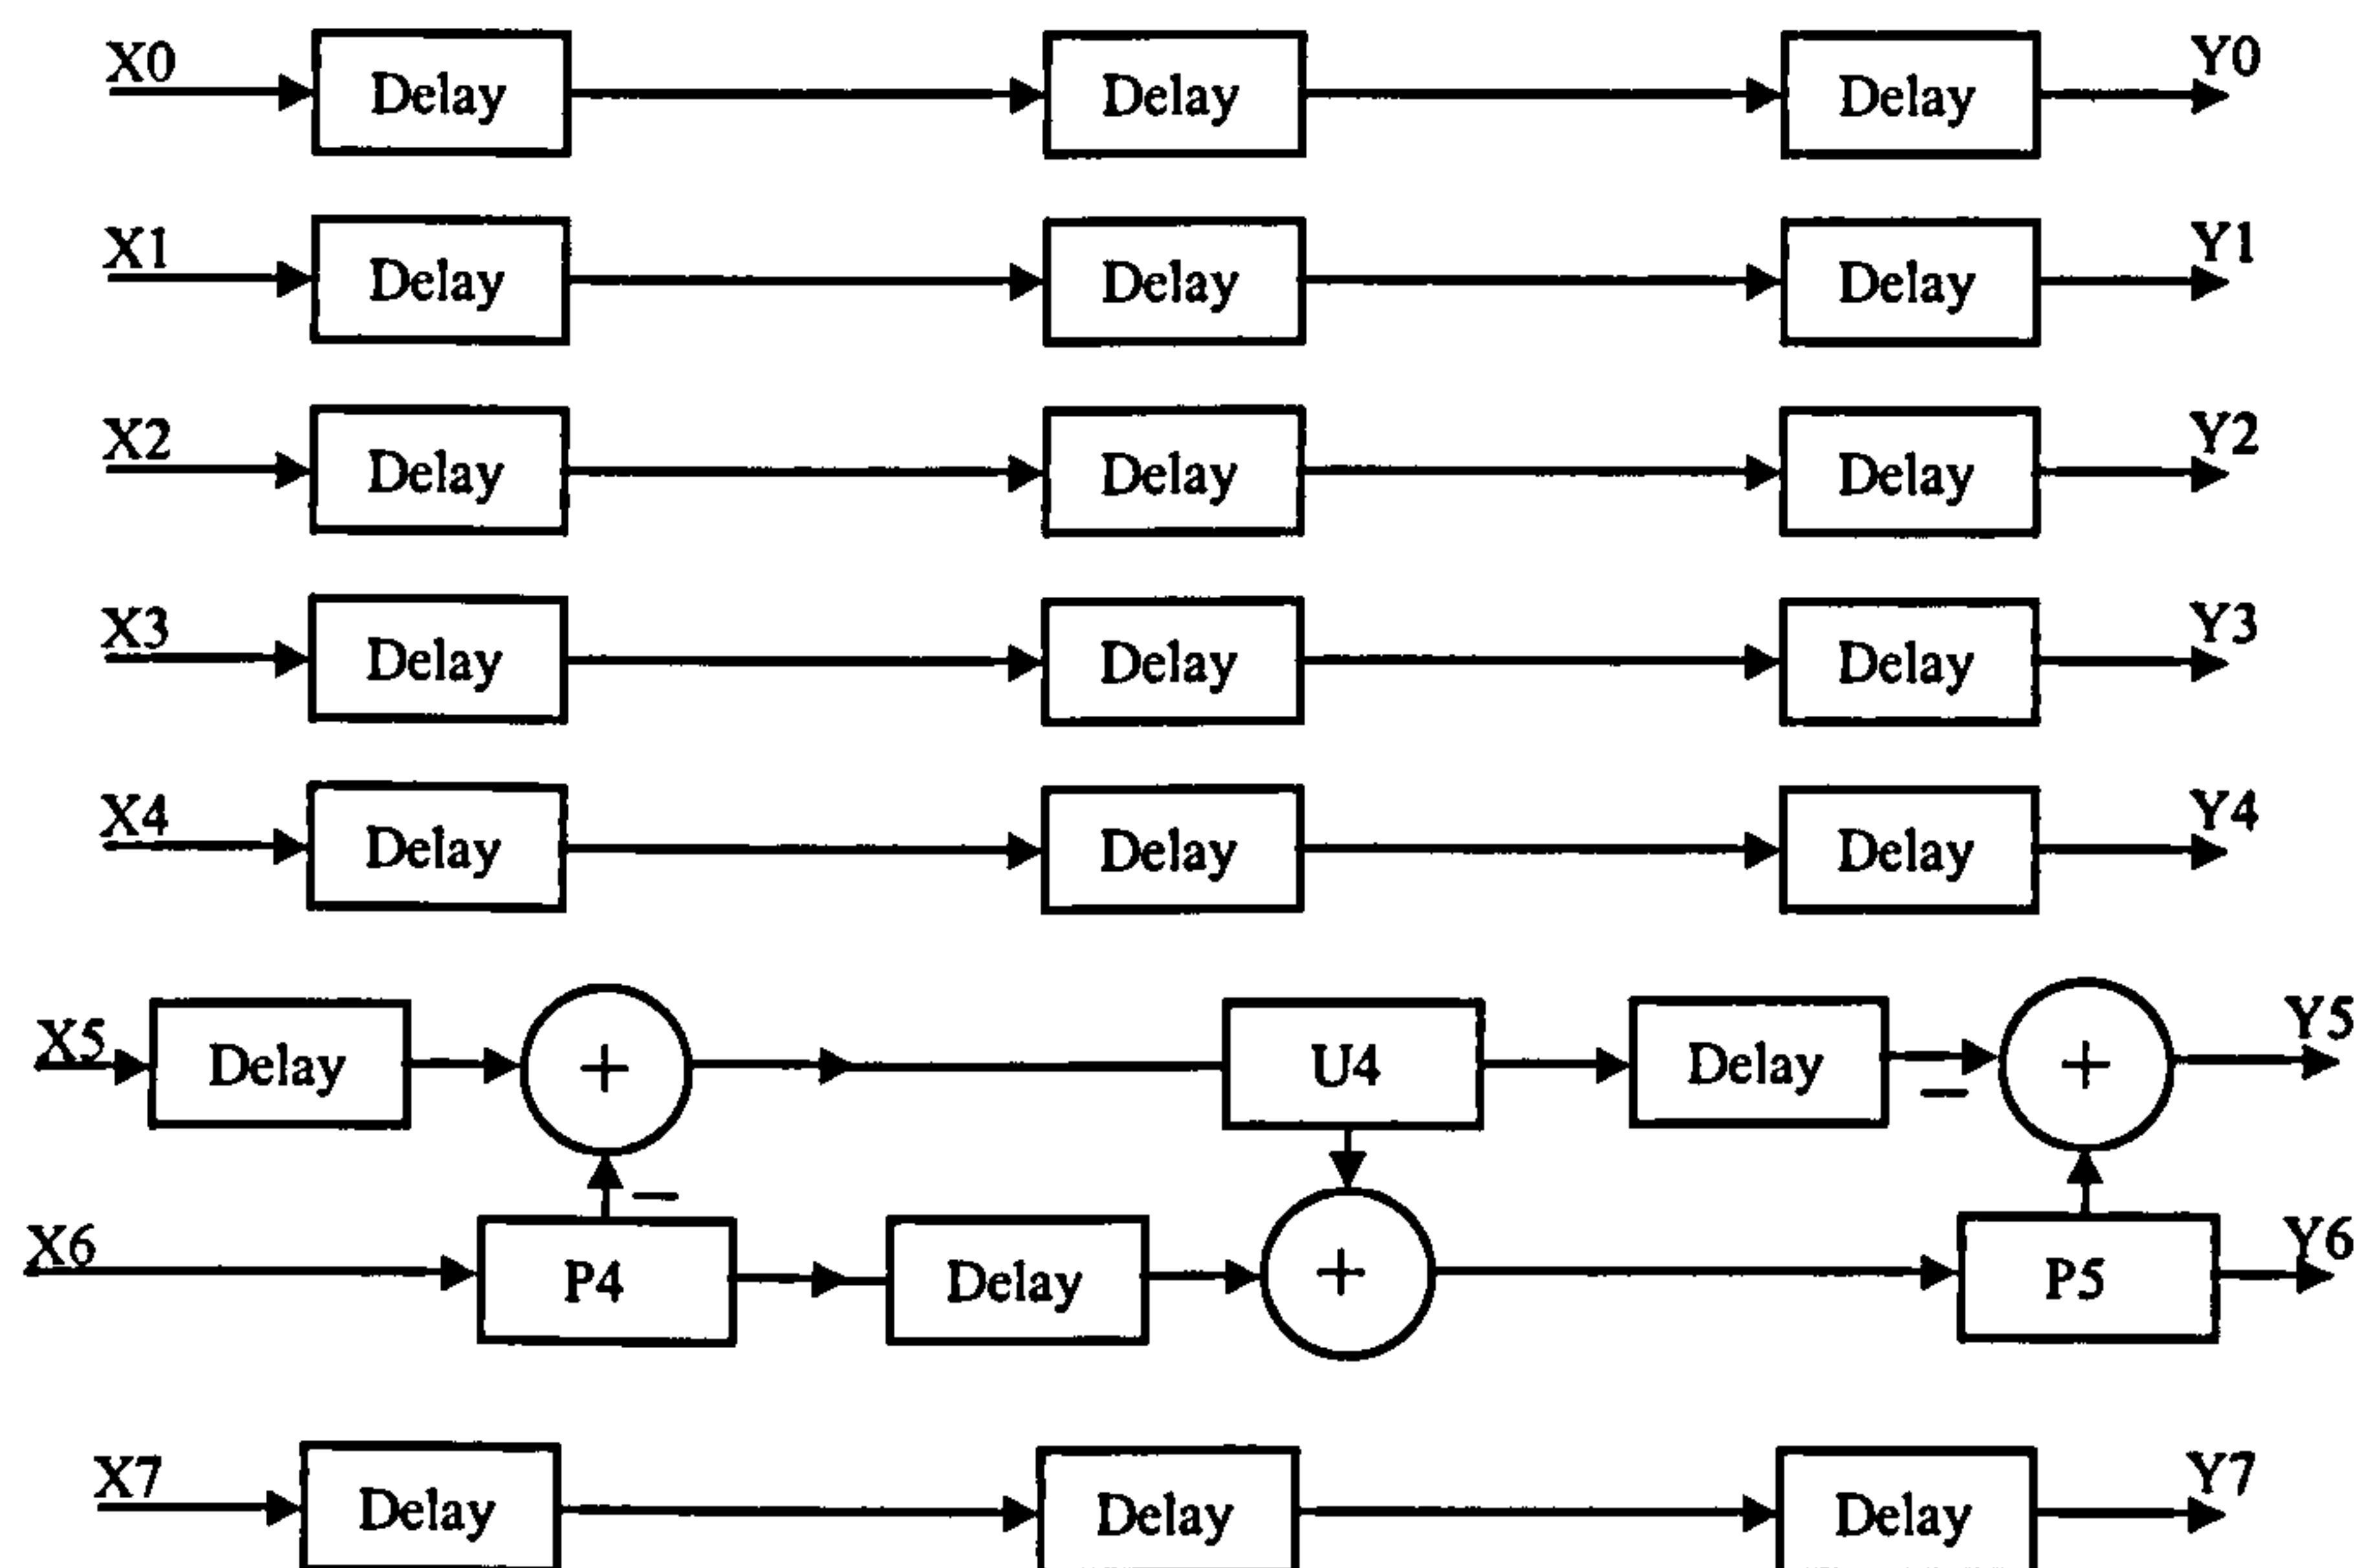 X0 Delay Delay Delay Y0
X1 Delay Delay Delay Y1
X2 Delay Delay Delay Y2
X3 Delay Delay Delay Y3
X4 Delay Delay Delay Y4
X5 Delay + U4 Delay − + Y5
−
X6 P4 Delay + P5 Y6
X7 Delay Delay Delay Y7